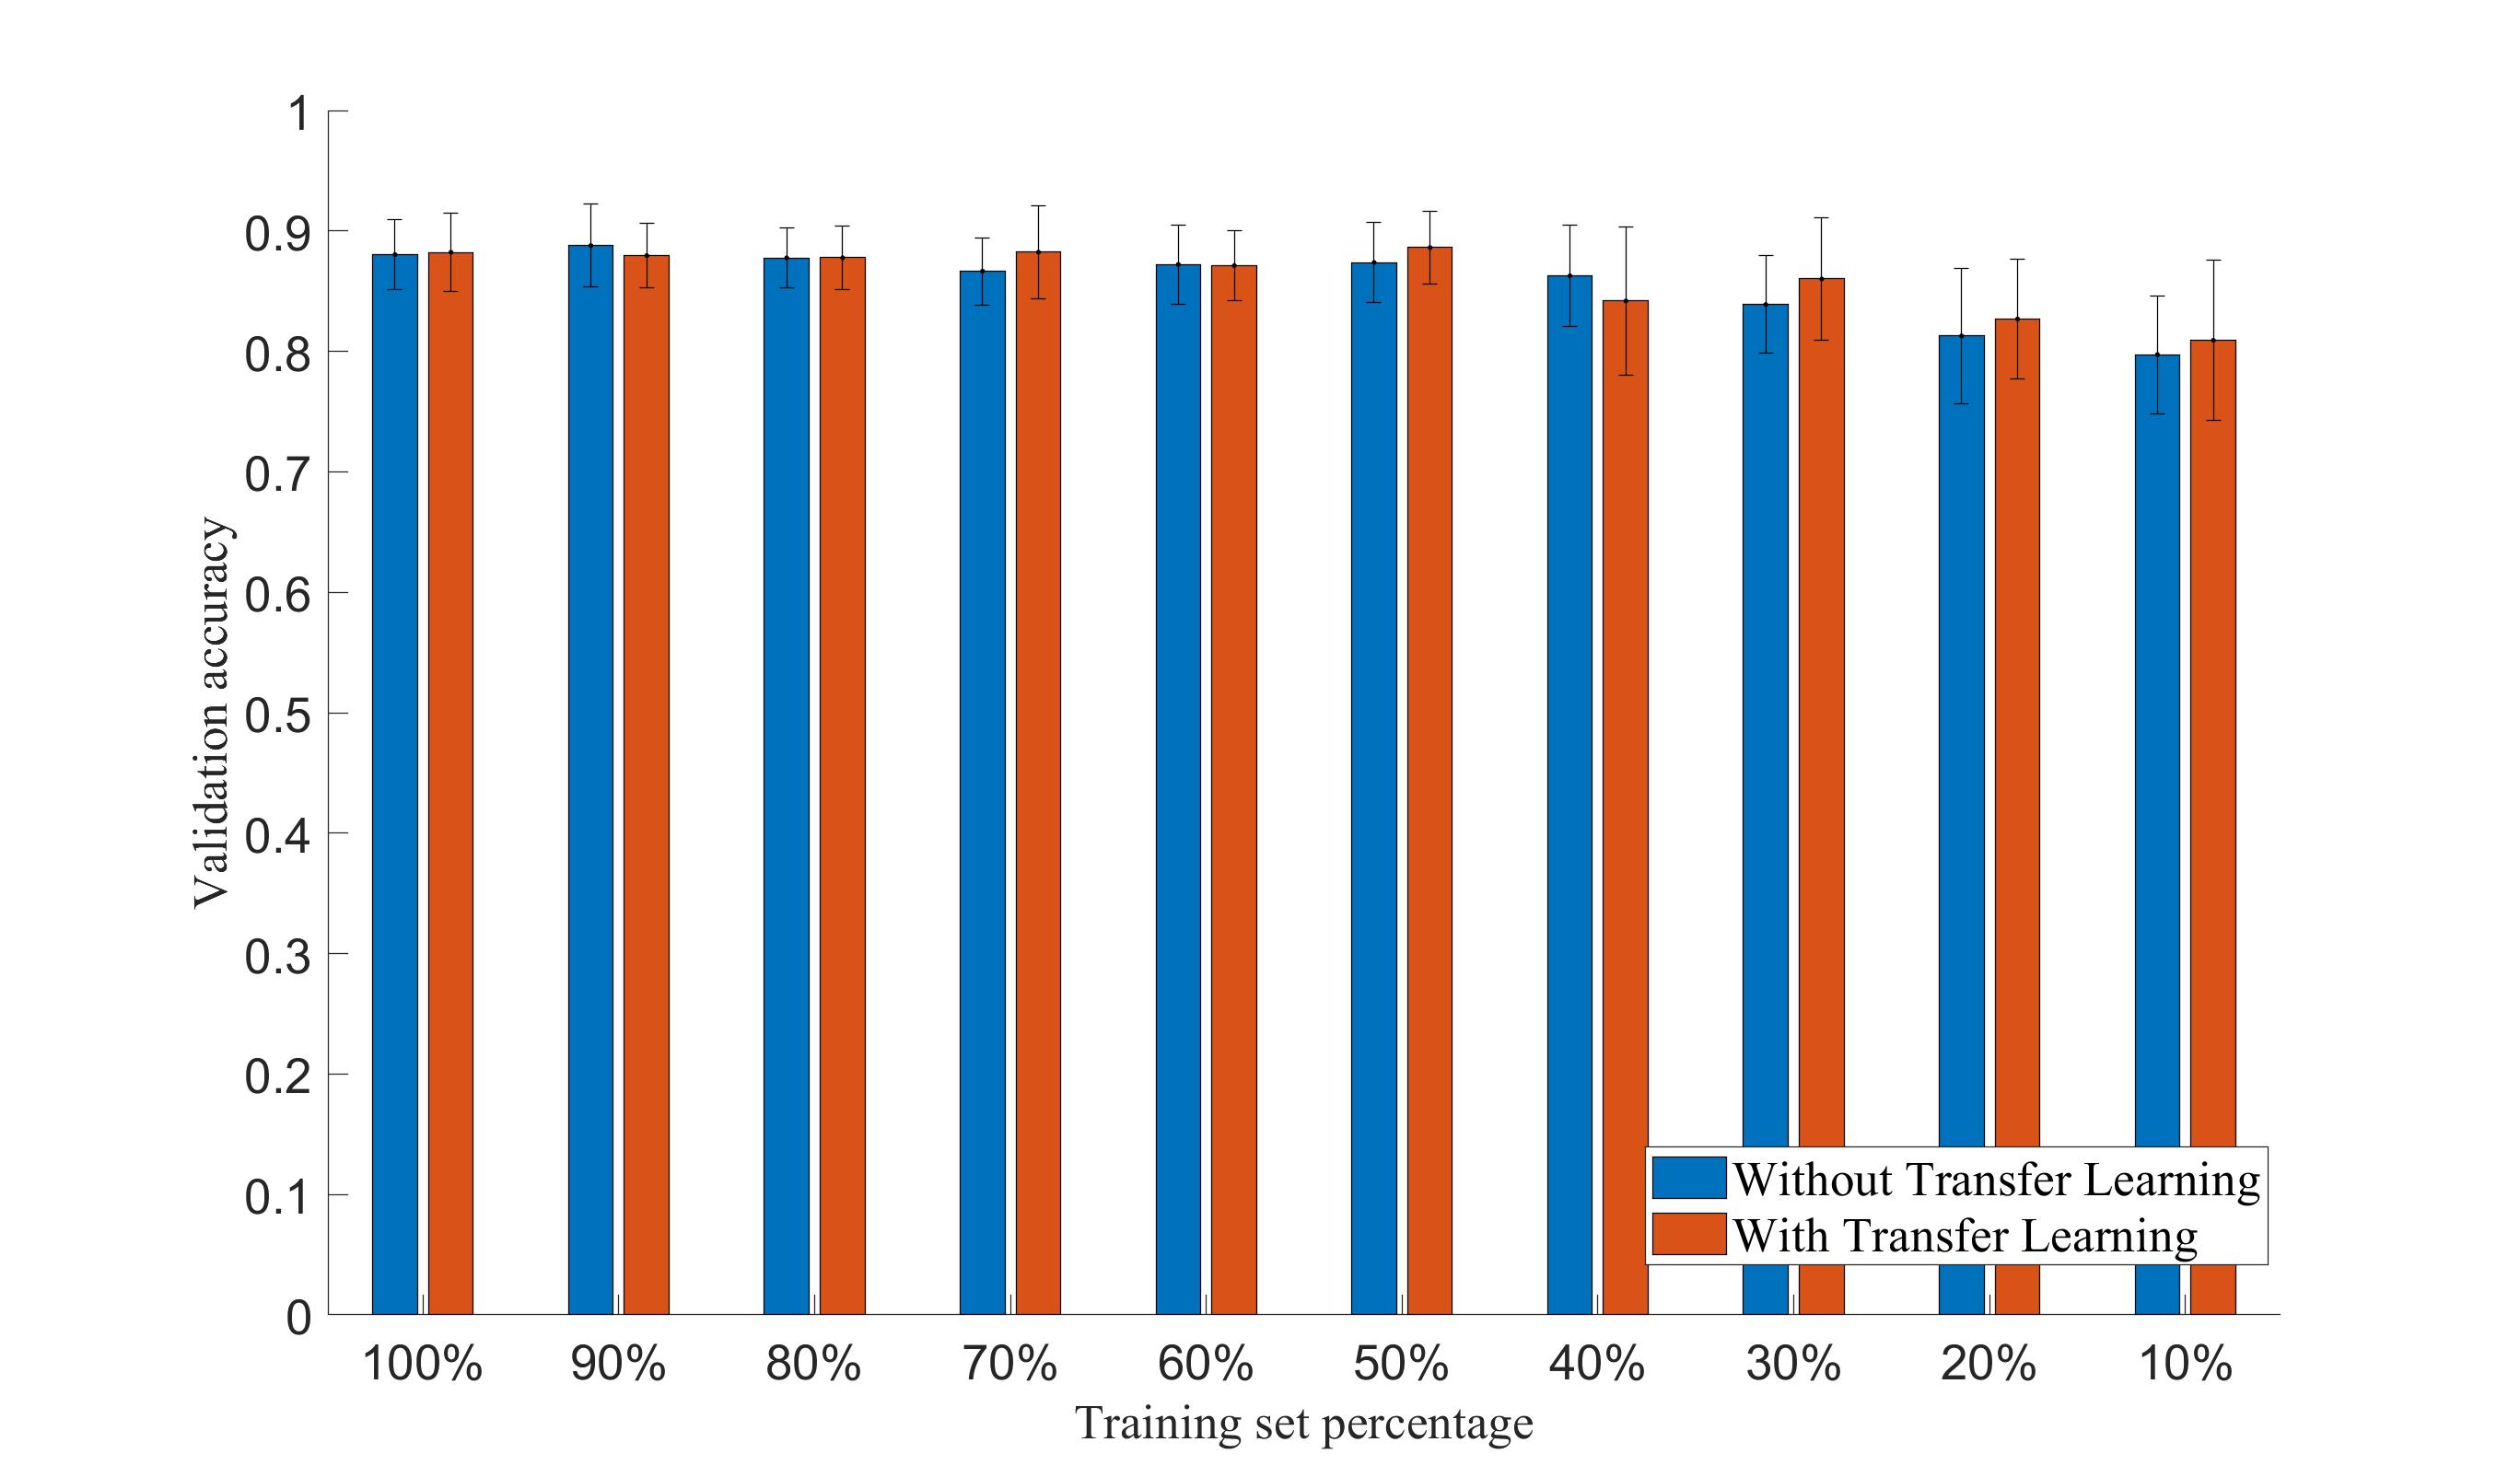 1
0.9
0.8
0.7
0.6
0.5
0.4
0.3
0.2
0.1
0
Validation accuracy
Without Transfer Learning
With Transfer Learning
100% 90% 80% 70% 60% 50% 40% 30% 20% 10%
Training set percentage